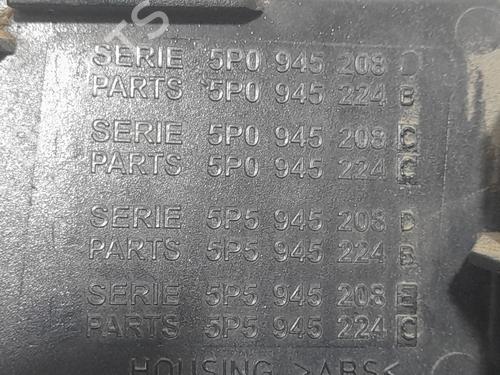 SERIE 5P0 945 208
PARTS 5P0 945 224 B
SERIE 5P0 945 208 C
PARTS 5P0 945 224 C
SERIE 5P5 945 208 D
PARTS 5P5 945 224 B
SERIE 5P5 945 208 E
PARTS 5P5 945 224 C
HOUSING >ABS<